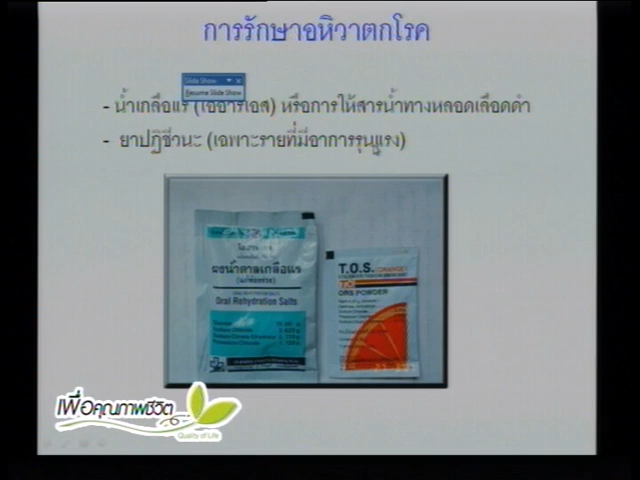 การรักษาอหิวาตกโรค
Slide Show
Resume Slide Show
- น้ำเกลือแร่ (โออาร์เอส) หรือการให้สารน้ำทางหลอดเลือดดำ
- ยาปฏิชีวนะ (เฉพาะรายที่มีอาการรุนแรง)
ผงน้ำตาลเกลือแร่
Oral Rehydration Salts
T.O.S. ORANGE
ORS POWDER
เพื่อคุณภาพชีวิต
Quality of Life